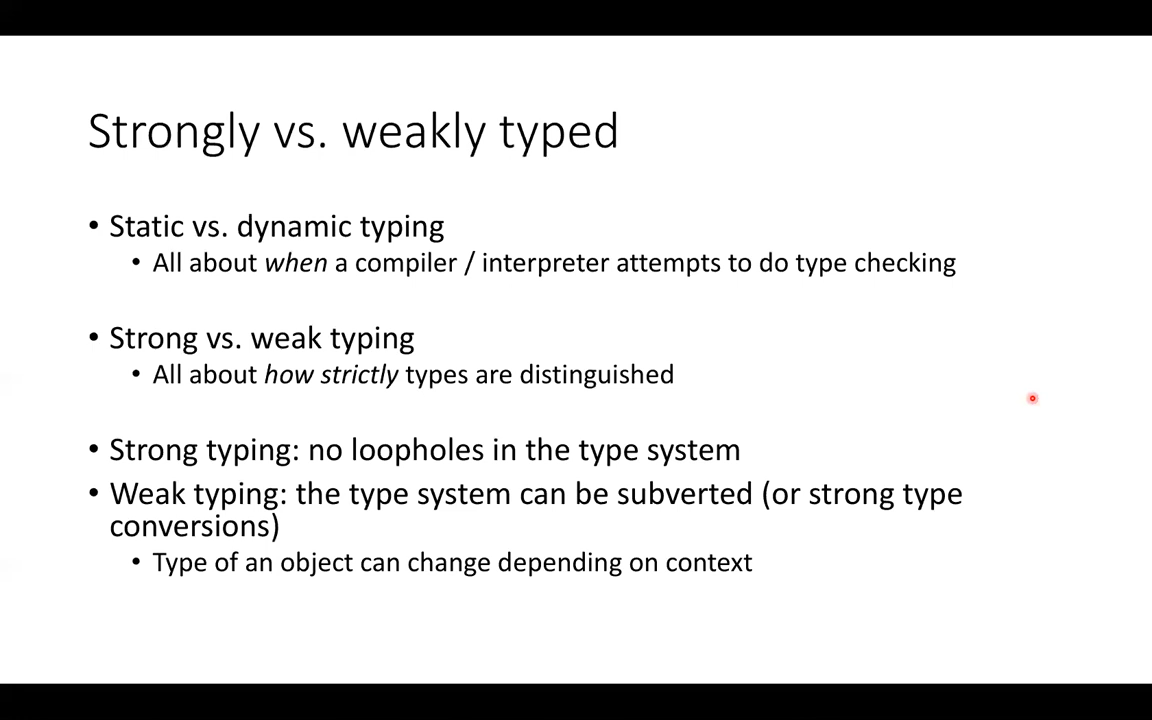 Strongly vs. weakly typed
• Static vs. dynamic typing
• All about when a compiler / interpreter attempts to do type checking
• Strong vs. weak typing
• All about how strictly types are distinguished
• Strong typing: no loopholes in the type system
• Weak typing: the type system can be subverted (or strong type
conversions)
• Type of an object can change depending on context